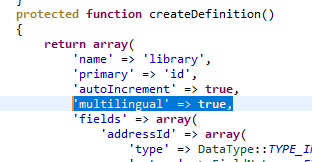 }
protected function createDefinition()
{
return array(
'name' => 'library',
'primary' => 'id',
'autoIncrement' => true,
'multilingual' => true,
'fields' => array(
'addressId' => array(
'type' => DataType::TYPE_I